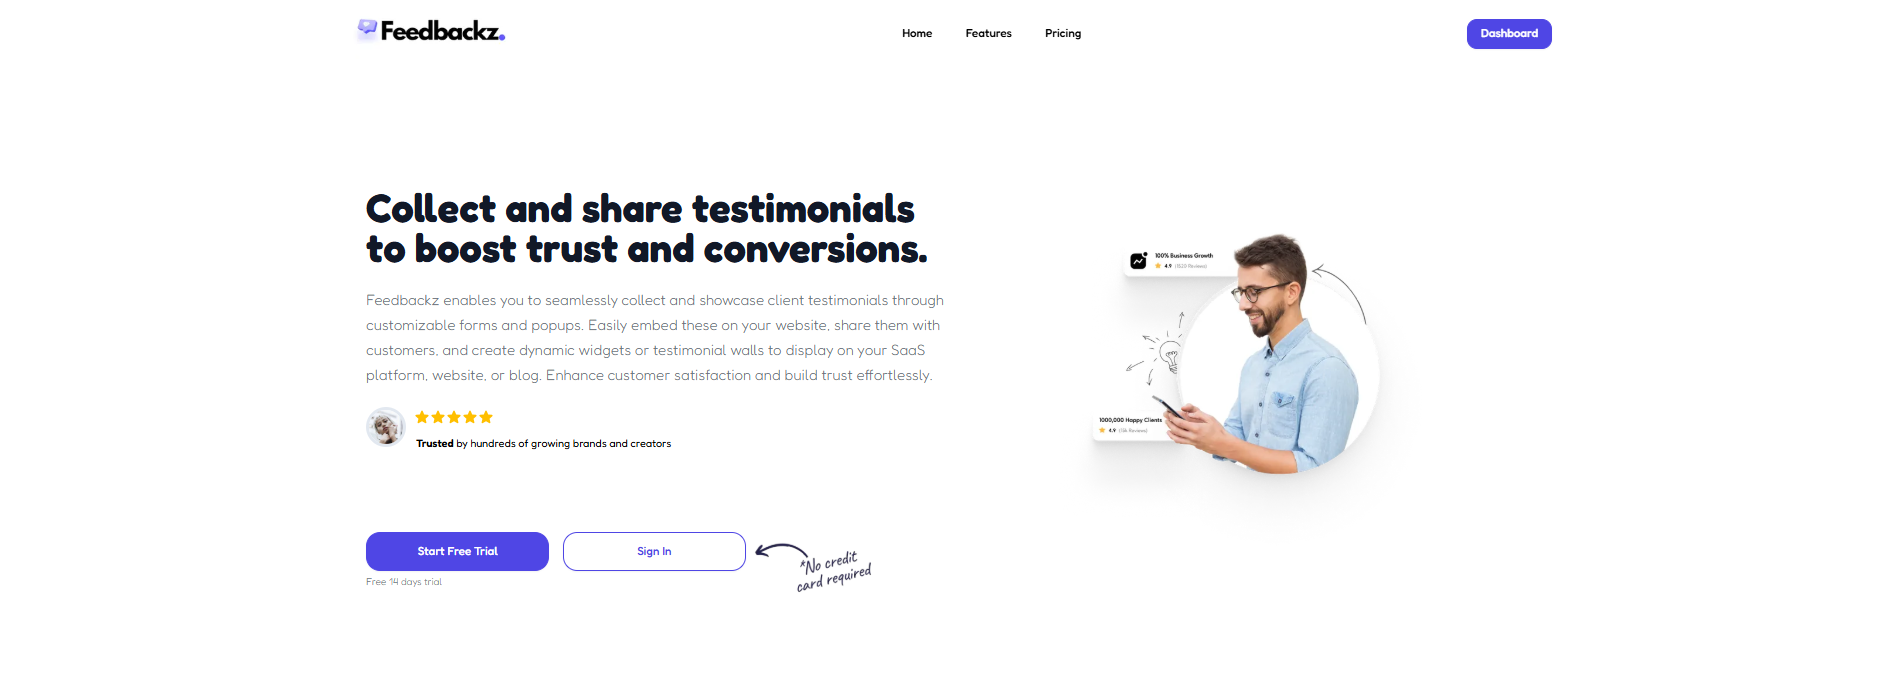 Feedbackz.
Home
Features
Pricing
Dashboard
Collect and share testimonials
to boost trust and conversions.
Feedbackz enables you to seamlessly collect and showcase client testimonials through
customizable forms and popups. Easily embed these on your website, share them with
customers, and create dynamic widgets or testimonial walls to display on your SaaS
platform, website, or blog. Enhance customer satisfaction and build trust effortlessly.
Trusted by hundreds of growing brands and creators
Start Free Trial
Sign In
Free 14 days trial
*No credit
card required
100% Business Growth
4.9
1000,000 Happy Clients
4.9